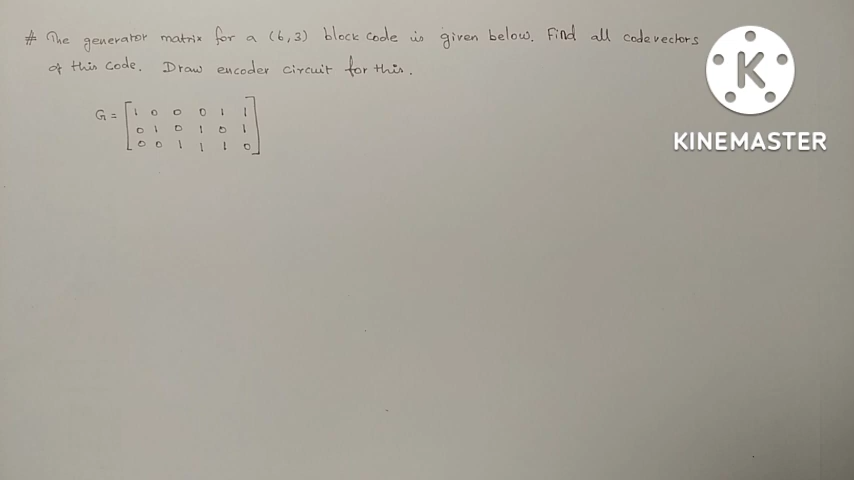 # The generator matrix for a (6,3) block code is given below. Find all codevectors
of this code. Draw encoder circuit for this.
G = [1 0 0 0 1 1
0 1 0 1 0 1
0 0 1 1 1 0]
K
KINEMASTER